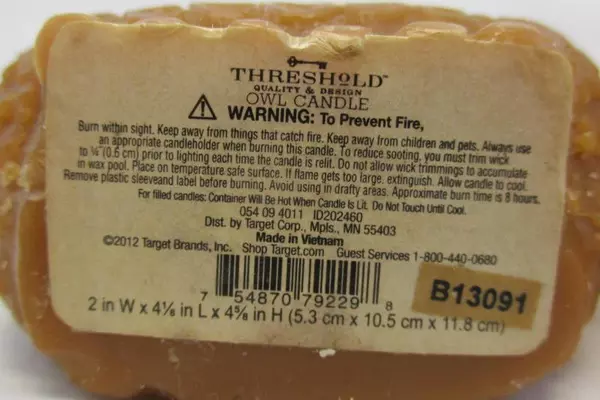 THRESHOLD™
QUALITY & DESIGN
OWL CANDLE
WARNING: To Prevent Fire,
Burn within sight. Keep away from things that catch fire. Keep away from children and pets. Always use
an appropriate candleholder when burning this candle. To reduce sooting, you must trim wick
to ¼" (0.6 cm) prior to lighting each time the candle is relit. Do not allow wick trimmings to accumulate
in wax pool. Place on temperature safe surface. If flame gets too large, extinguish. Allow candle to cool.
Remove plastic sleeveand label before burning. Avoid using in drafty areas. Approximate burn time is 8 hours.
For filled candles: Container Will Be Hot When Candle Is Lit. Do Not Touch Until Cool.
054 09 4011 ID202460
Dist. by Target Corp., Mpls., MN 55403
Made in Vietnam
©2012 Target Brands, Inc. Shop Target.com Guest Services 1-800-440-0680
7 54870 79229 8
B13091
2 in W x 4⅛ in L x 4⅝ in H (5.3 cm x 10.5 cm x 11.8 cm)